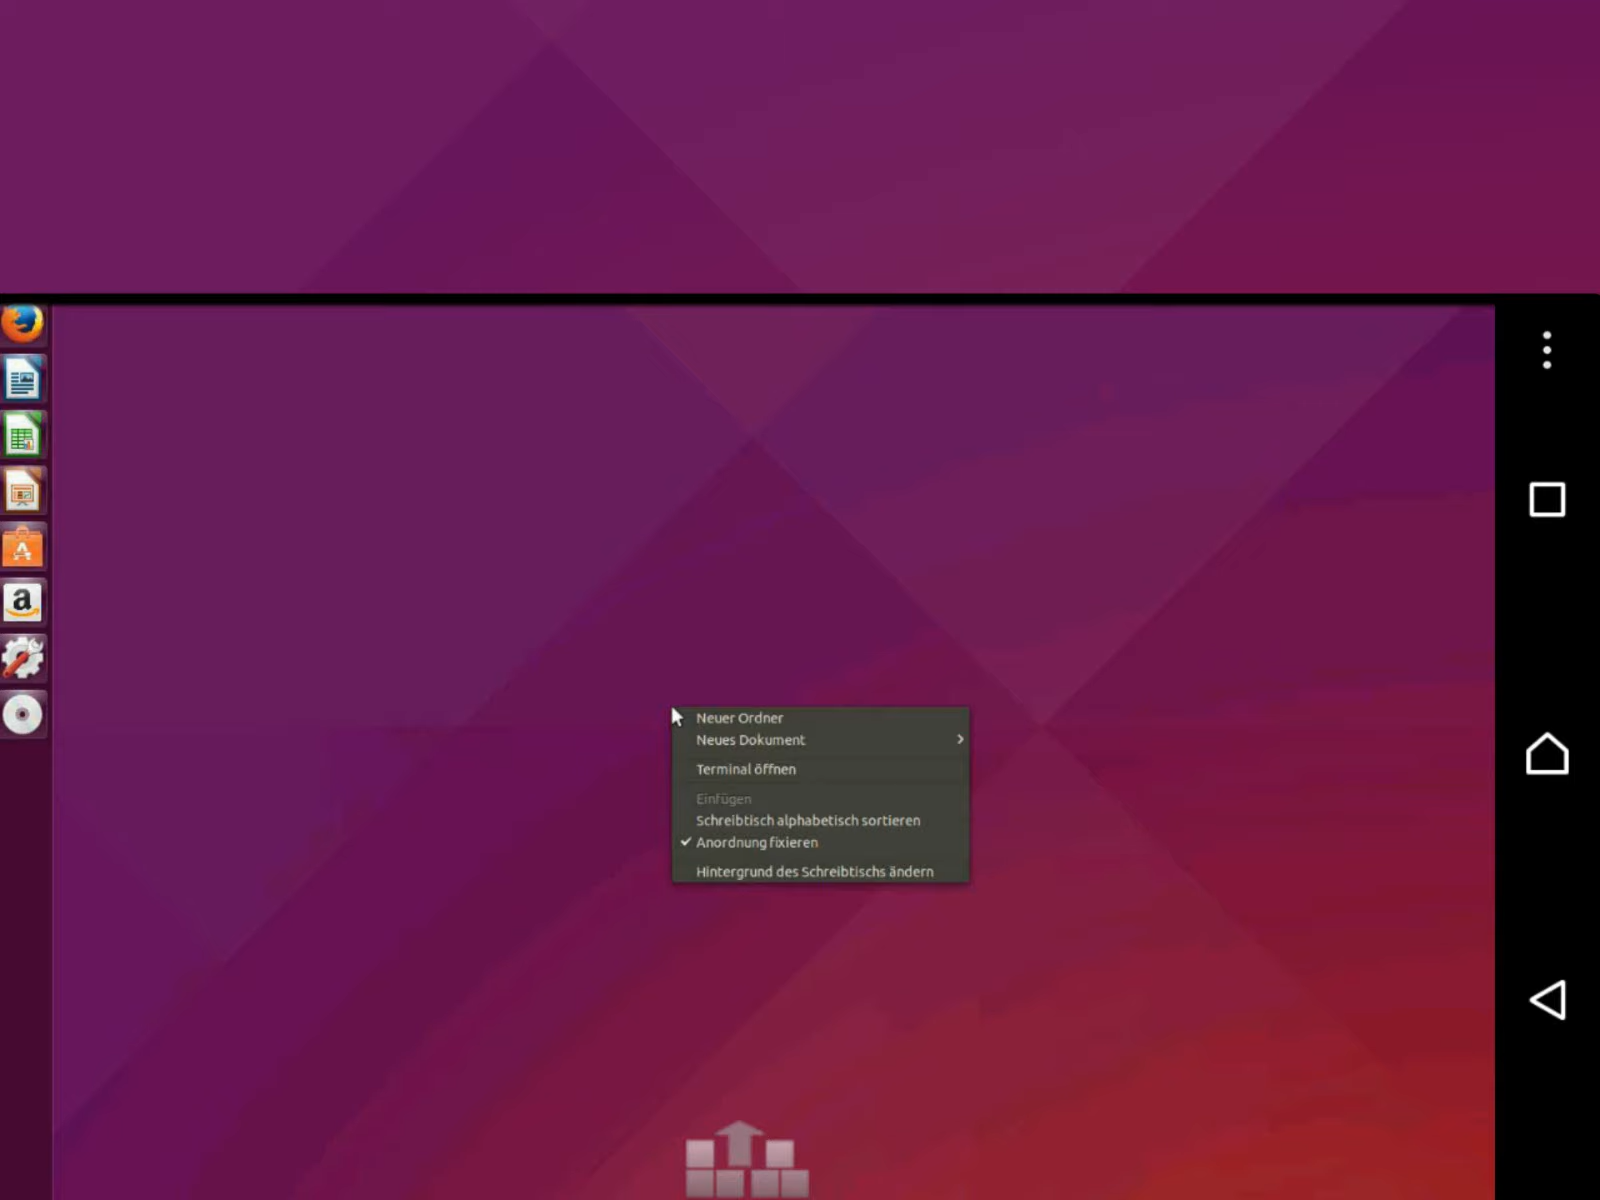 Neuer Ordner
Neues Dokument
Terminal öffnen
Einfügen
Schreibtisch alphabetisch sortieren
Anordnung fixieren
Hintergrund des Schreibtischs ändern